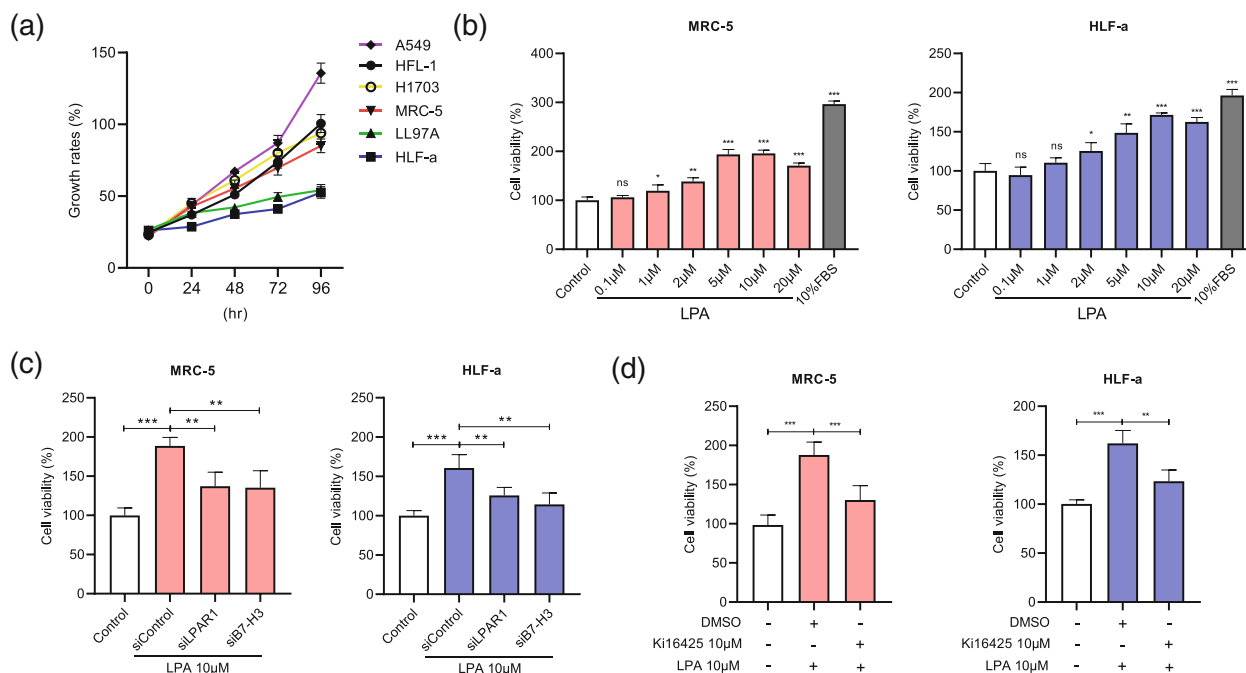 (a)
Growth rates (%)
150
100
50
0
0 24 48 72 96
(hr)
A549
HFL-1
H1703
MRC-5
LL97A
HLF-a
(b)
MRC-5
Cell viability (%)
400
300
200
100
0
ns * ** *** *** *** ***
Control 0.1µM 1µM 2µM 5µM 10µM 20µM 10%FBS
LPA
HLF-a
Cell viability (%)
250
200
150
100
50
0
ns ns * ** *** *** ***
Control 0.1µM 1µM 2µM 5µM 10µM 20µM 10%FBS
LPA
(c)
MRC-5
Cell viability (%)
250
200
150
100
50
0
**
*** **
Control siControl siLPAR1 siB7-H3
LPA 10µM
HLF-a
Cell viability (%)
250
200
150
100
50
0
**
*** **
Control siControl siLPAR1 siB7-H3
LPA 10µM
(d)
MRC-5
Cell viability (%)
250
200
150
100
50
0
*** ***
DMSO - + -
Ki16425 10µM - - +
LPA 10µM - + +
HLF-a
Cell viability (%)
200
150
100
50
0
*** **
DMSO - + -
Ki16425 10µM - - +
LPA 10µM - + +